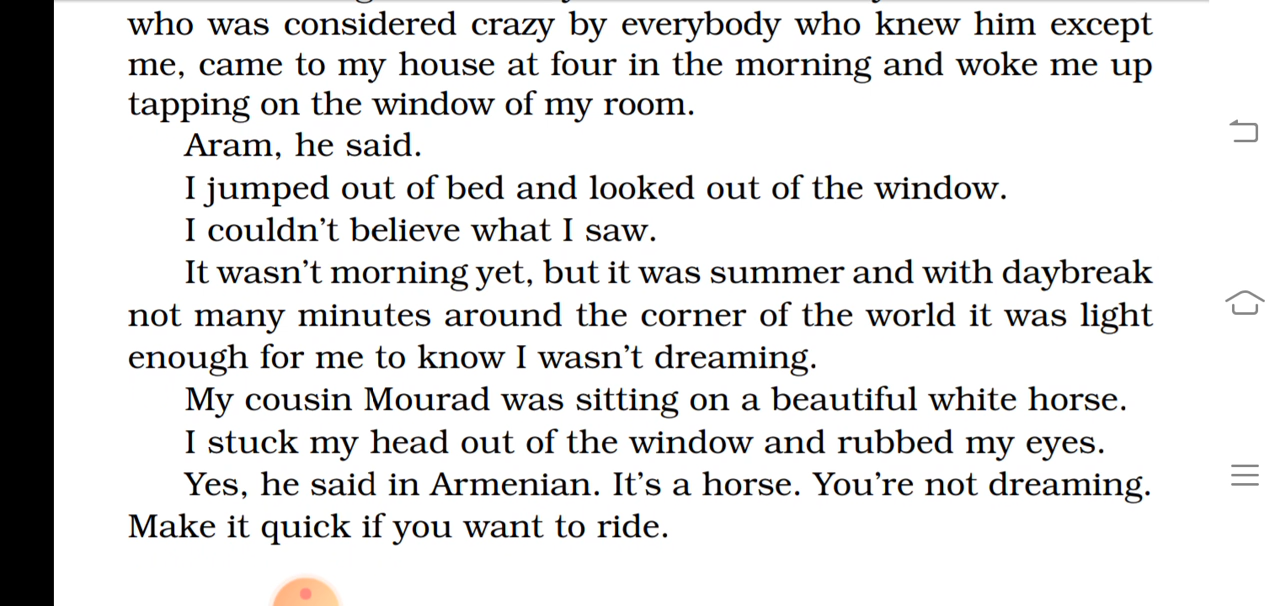 who was considered crazy by everybody who knew him except
me, came to my house at four in the morning and woke me up
tapping on the window of my room.
Aram, he said.
I jumped out of bed and looked out of the window.
I couldn’t believe what I saw.
It wasn’t morning yet, but it was summer and with daybreak
not many minutes around the corner of the world it was light
enough for me to know I wasn’t dreaming.
My cousin Mourad was sitting on a beautiful white horse.
I stuck my head out of the window and rubbed my eyes.
Yes, he said in Armenian. It’s a horse. You’re not dreaming.
Make it quick if you want to ride.